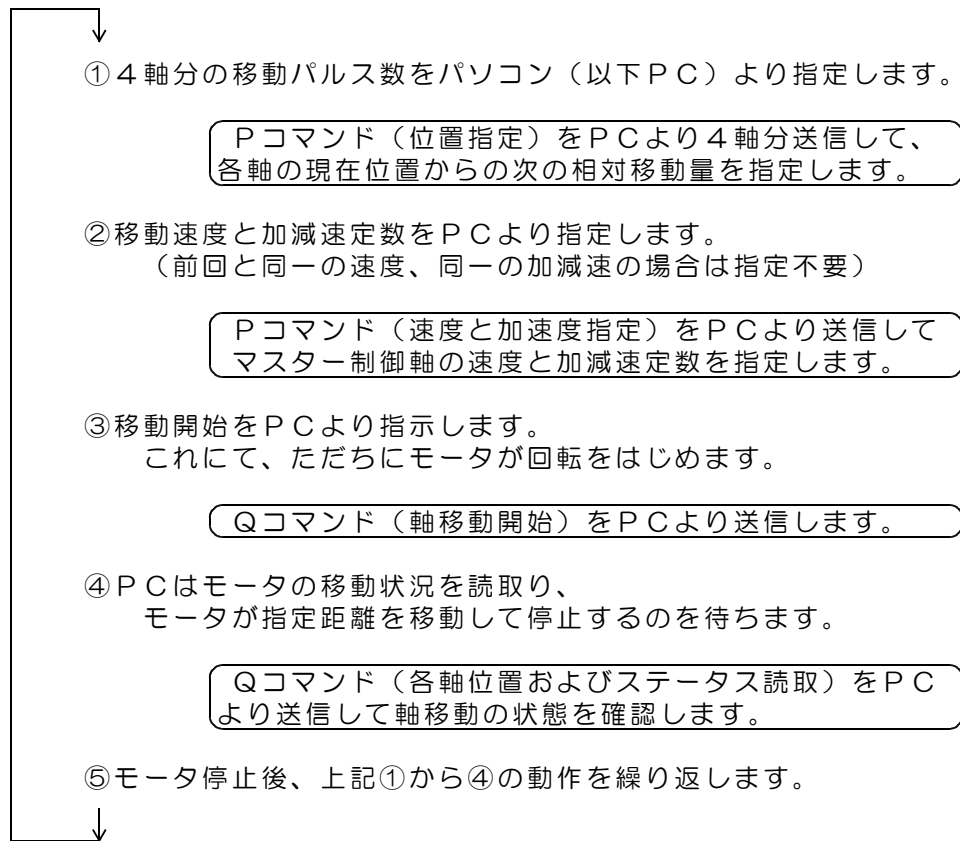 ①４軸分の移動パルス数をパソコン（以下ＰＣ）より指定します。
Ｐコマンド（位置指定）をＰＣより４軸分送信して、
各軸の現在位置からの次の相対移動量を指定します。
②移動速度と加減速定数をＰＣより指定します。
（前回と同一の速度、同一の加減速の場合は指定不要）
Ｐコマンド（速度と加速度指定）をＰＣより送信して
マスター制御軸の速度と加減速定数を指定します。
③移動開始をＰＣより指示します。
これにて、ただちにモータが回転をはじめます。
Ｑコマンド（軸移動開始）をＰＣより送信します。
④ＰＣはモータの移動状況を読取り、
モータが指定距離を移動して停止するのを待ちます。
Ｑコマンド（各軸位置およびステータス読取）をＰＣ
より送信して軸移動の状態を確認します。
⑤モータ停止後、上記①から④の動作を繰り返します。